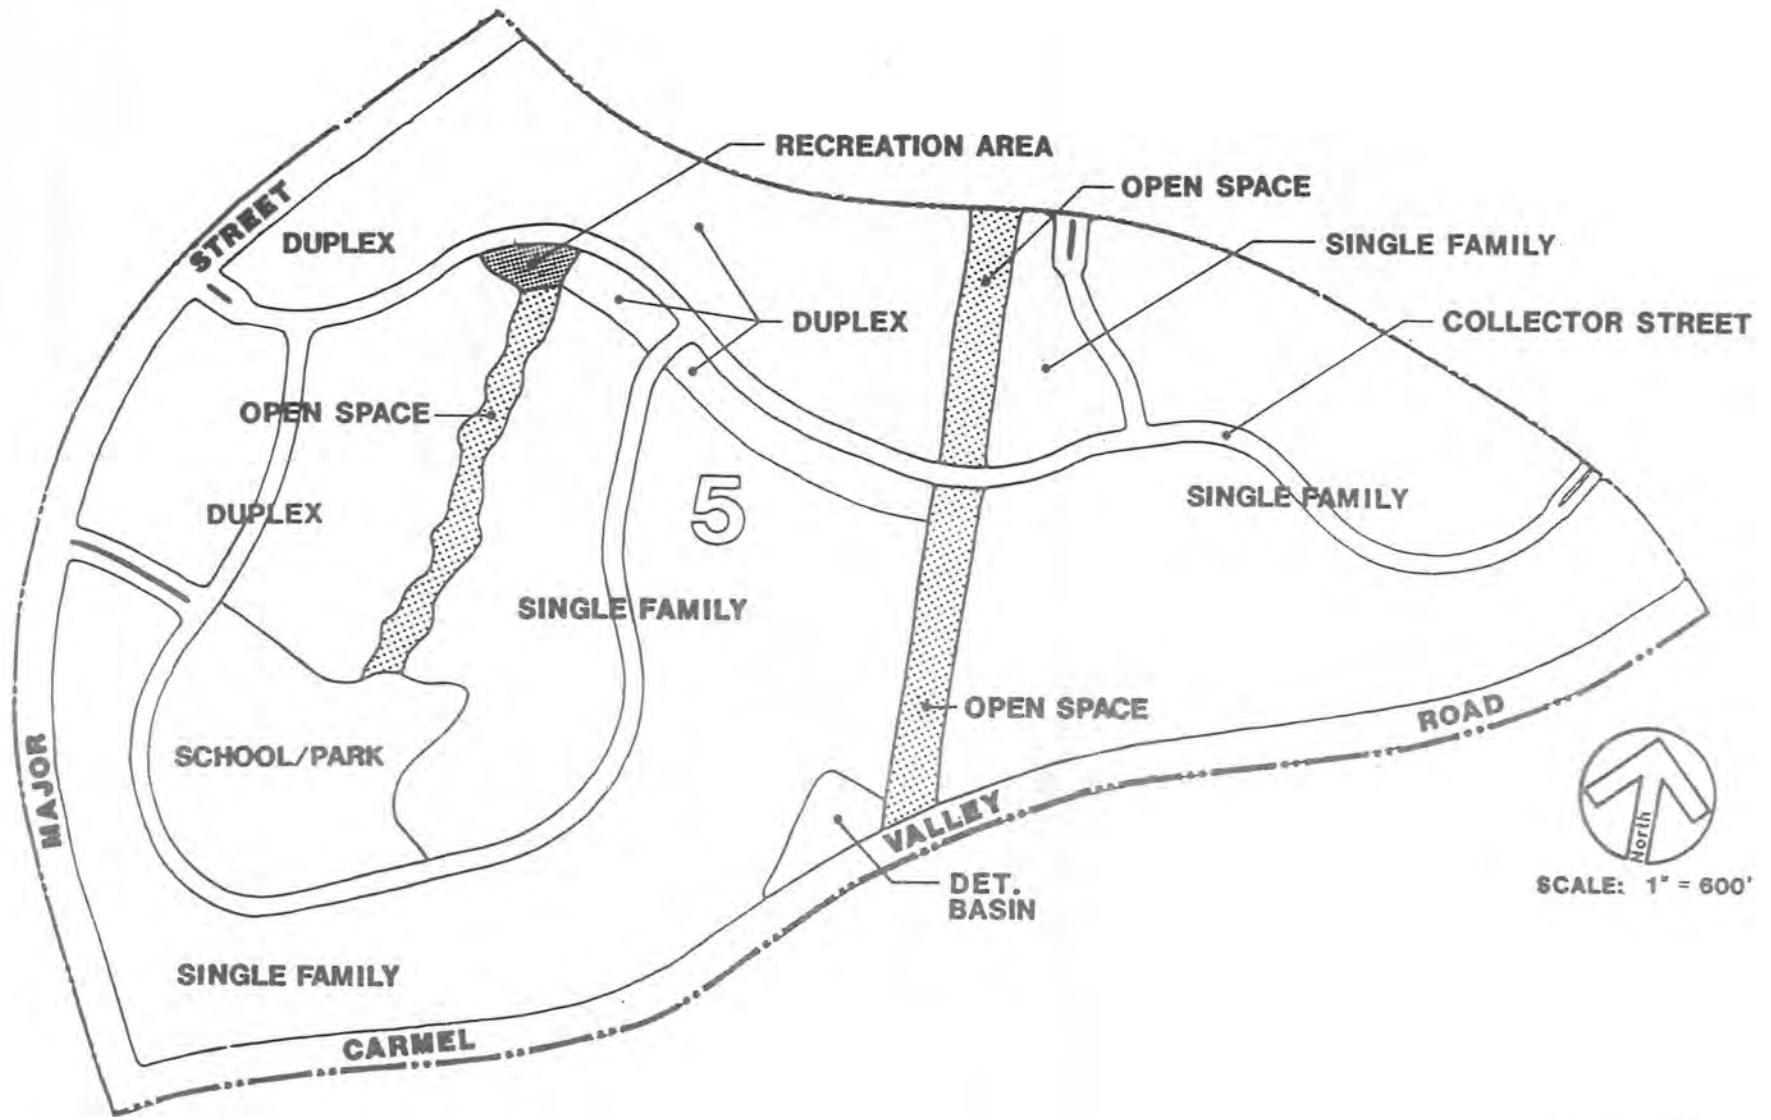 RECREATION AREA
OPEN SPACE
STREET
DUPLEX
SINGLE FAMILY
DUPLEX
COLLECTOR STREET
OPEN SPACE
5
SINGLE FAMILY
DUPLEX
SINGLE FAMILY
OPEN SPACE
ROAD
MAJOR
SCHOOL/PARK
VALLEY
North
DET.
BASIN
SCALE: 1" = 600'
SINGLE FAMILY
CARMEL